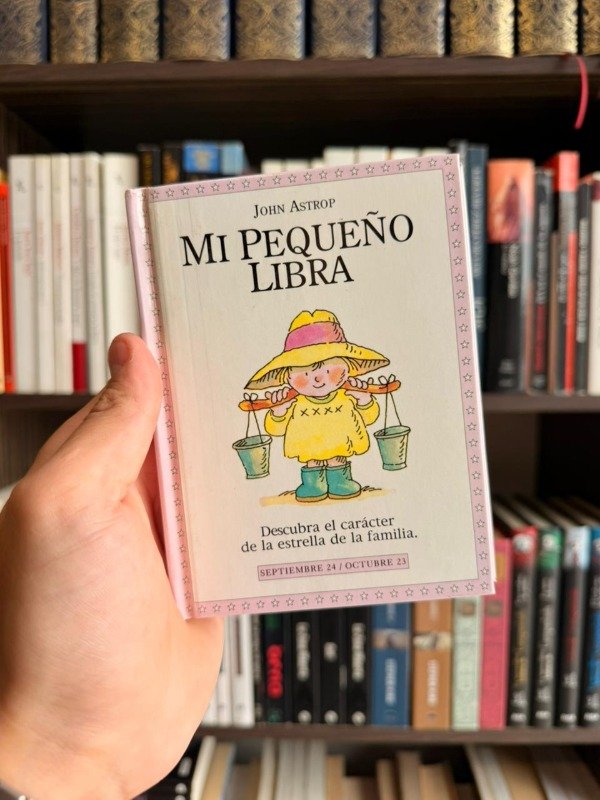 JOHN ASTROP
MI PEQUEÑO
LIBRA
Descubra el carácter
de la estrella de la familia.
SEPTIEMBRE 24 / OCTUBRE 23